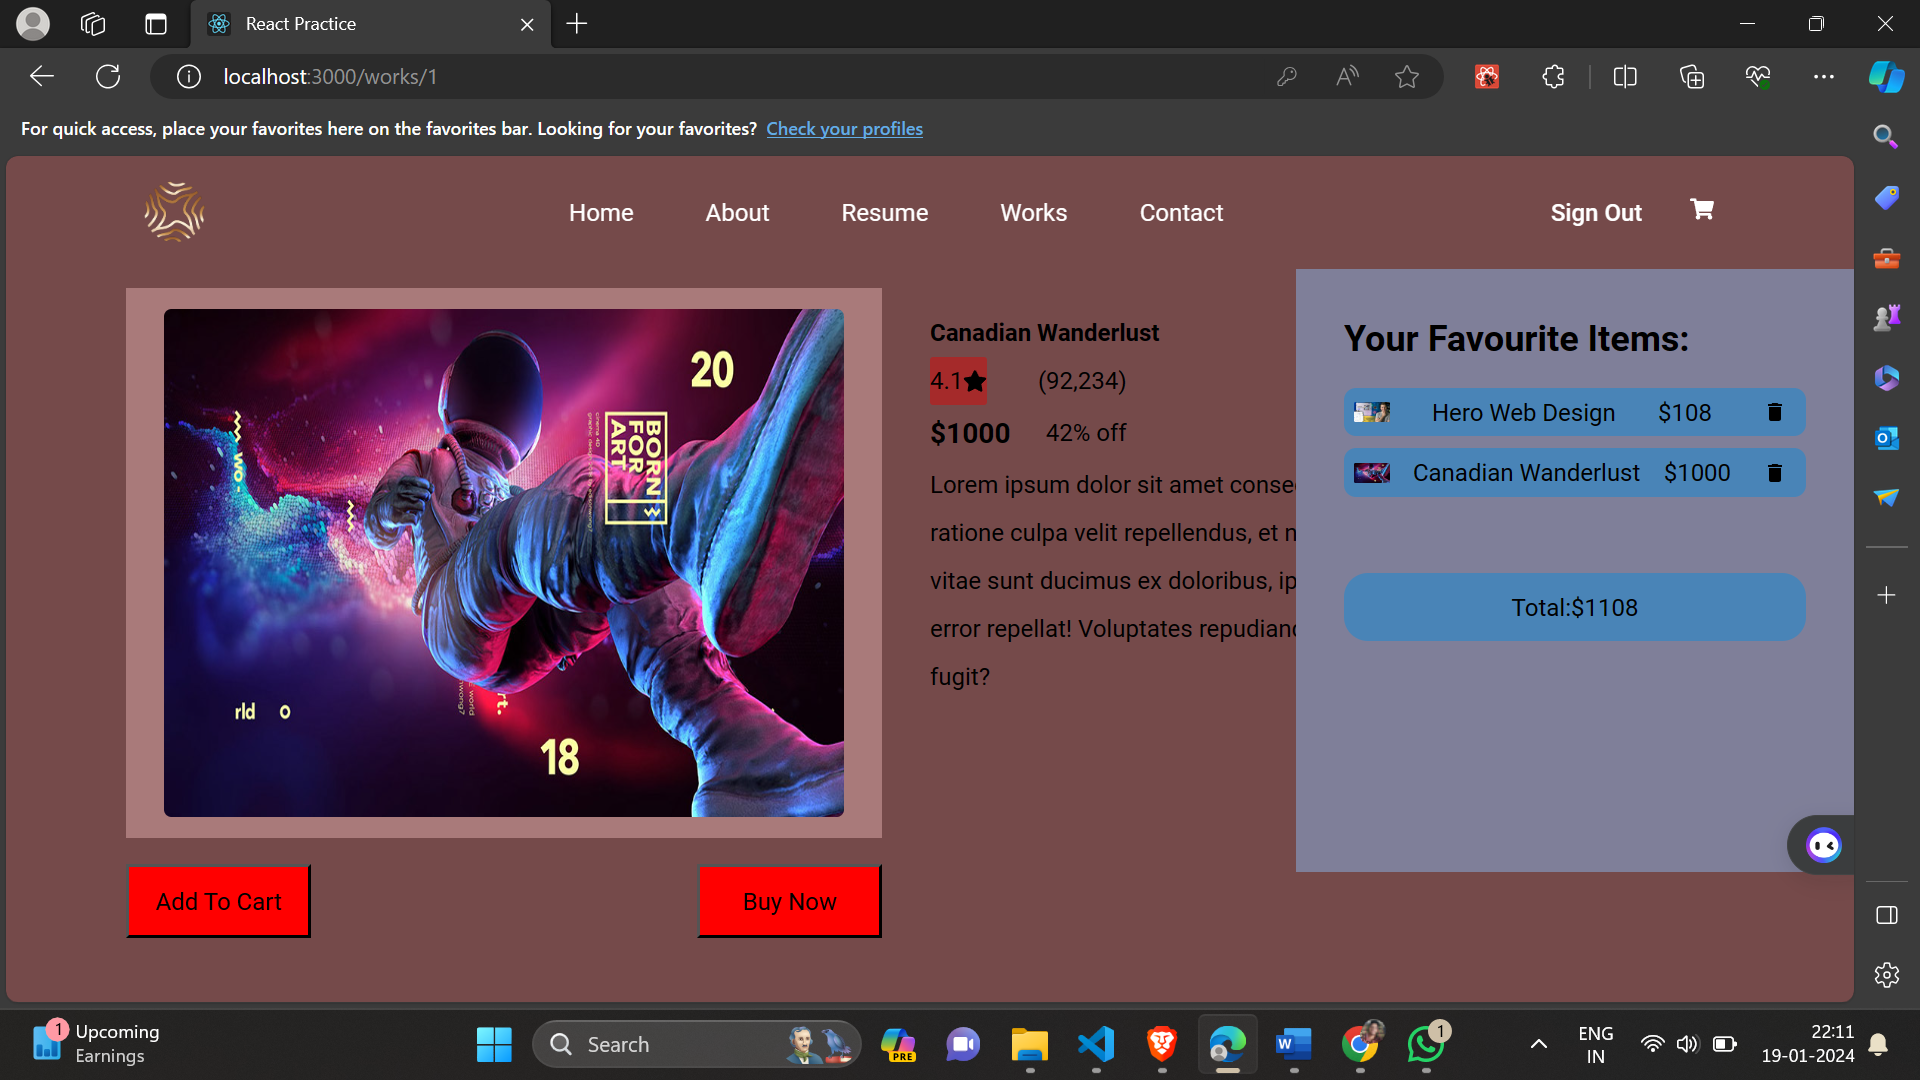 React Practice
localhost:3000/works/1
For quick access, place your favorites here on the favorites bar. Looking for your favorites? Check your profiles
Home
About
Resume
Works
Contact
Sign Out
20
BORN
FOR
ART
wo -
rld
o
rt.
18
Canadian Wanderlust
4.1 (92,234)
$1000 42% off
Lorem ipsum dolor sit amet conse
ratione culpa velit repellendus, et n
vitae sunt ducimus ex doloribus, ip
error repellat! Voluptates repudian
fugit?
Add To Cart
Buy Now
Your Favourite Items:
Hero Web Design $108
Canadian Wanderlust $1000
Total:$1108
1
Upcoming
Earnings
Search
PRE
1
ENG
IN
22:11
19-01-2024